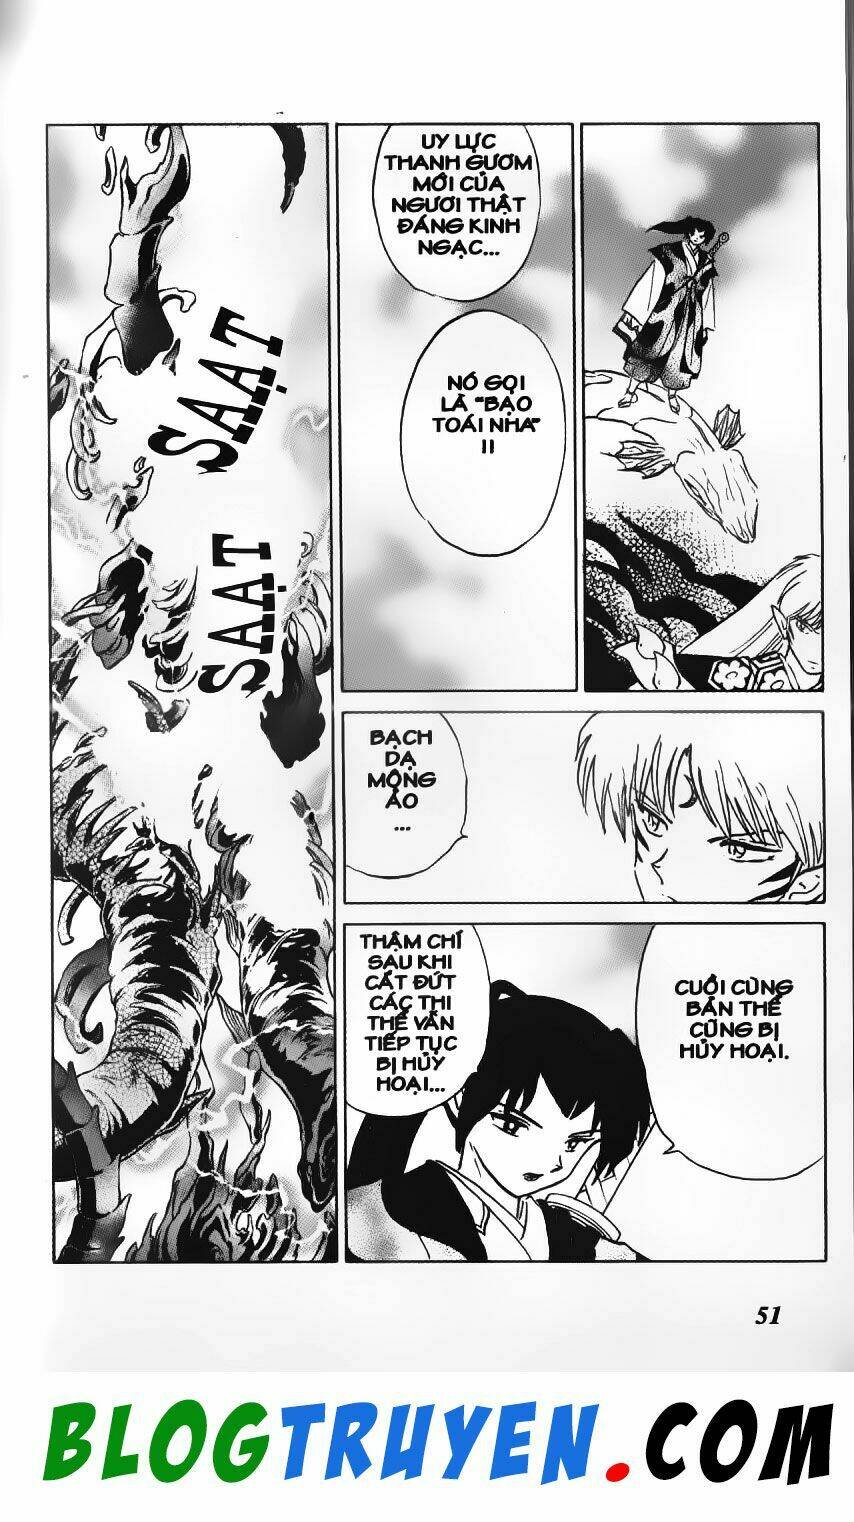 SAẠT
SAẠT
UY LỰC
THANH GƯƠM
MỚI CỦA
NGƯƠI THẬT
ĐÁNG KINH
NGẠC...
NÓ GỌI
LÀ "BẠO
TOÁI NHA"
!!
BẠCH
DẠ
MỘNG
ẢO
...
THẬM CHÍ
SAU KHI
CẮT ĐỨT
CÁC THI
THỂ VẪN
TIẾP TỤC
BỊ HỦY
HOẠI...
CUỐI CÙNG
BẢN THỂ
CŨNG BỊ
HỦY HOẠI.
51
BLOGTRUYEN.COM